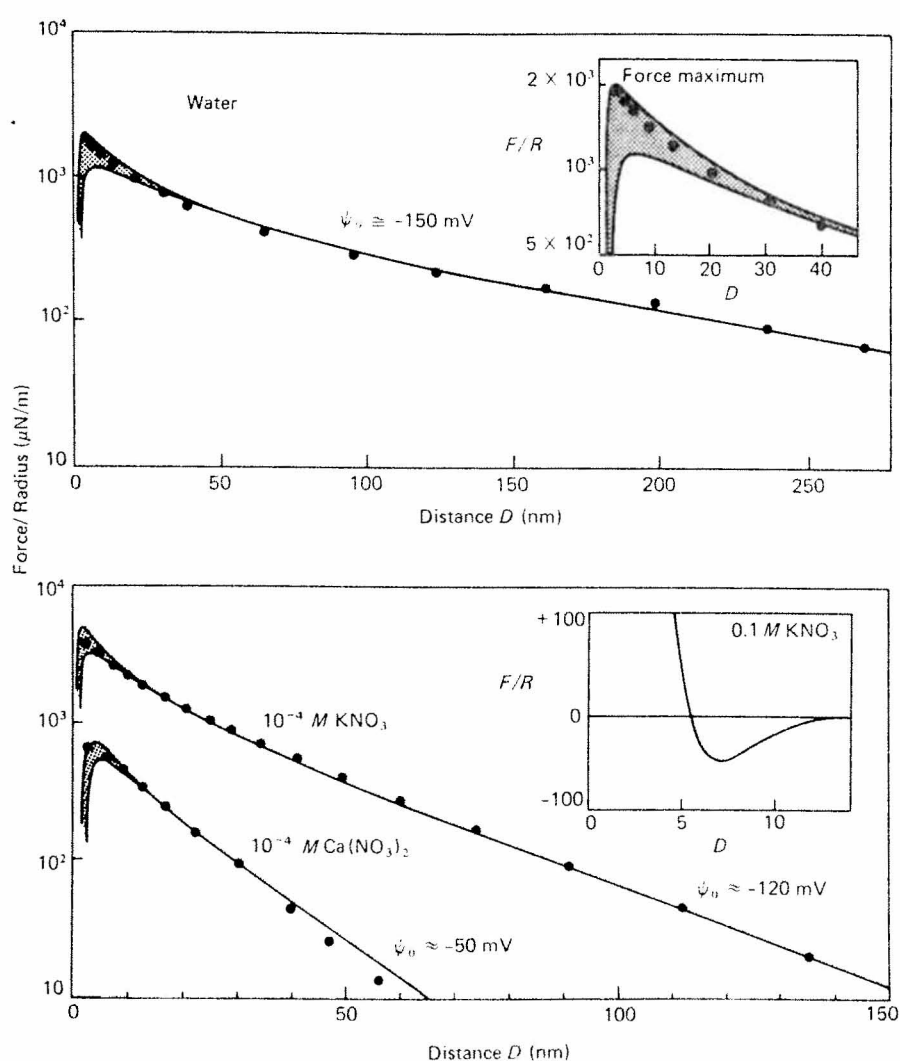 10⁴
10³
10²
10
Water
ψ₀ ≅ -150 mV
Force maximum
2 × 10³
F/R
10³
5 × 10²
0 10 20 30 40
D
0 50 100 150 200 250
Distance D (nm)
Force/Radius (μN/m)
10⁴
10³
10²
10
10⁻⁴ M KNO₃
10⁻⁴ M Ca(NO₃)₂
ψ₀ ≈ -50 mV
ψ₀ ≈ -120 mV
+100
0.1 M KNO₃
F/R
0
-100
0 5 10
D
0 50 100 150
Distance D (nm)